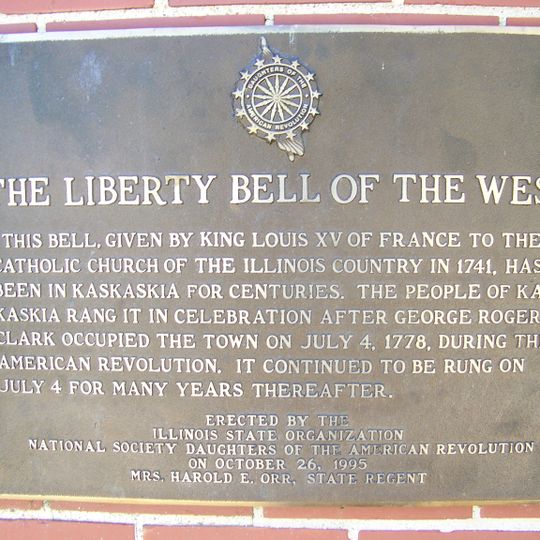 DAUGHTERS OF THE
AMERICAN REVOLUTION
THE LIBERTY BELL OF THE WES
THIS BELL, GIVEN BY KING LOUIS XV OF FRANCE TO THE
CATHOLIC CHURCH OF THE ILLINOIS COUNTRY IN 1741, HAS
BEEN IN KASKASKIA FOR CENTURIES. THE PEOPLE OF KA
KASKIA RANG IT IN CELEBRATION AFTER GEORGE ROGER
CLARK OCCUPIED THE TOWN ON JULY 4, 1778, DURING TH
AMERICAN REVOLUTION. IT CONTINUED TO BE RUNG ON
JULY 4 FOR MANY YEARS THEREAFTER.
ERECTED BY THE
ILLINOIS STATE ORGANIZATION
NATIONAL SOCIETY DAUGHTERS OF THE AMERICAN REVOLUTION
ON OCTOBER 26, 1995
MRS. HAROLD E. ORR, STATE REGENT